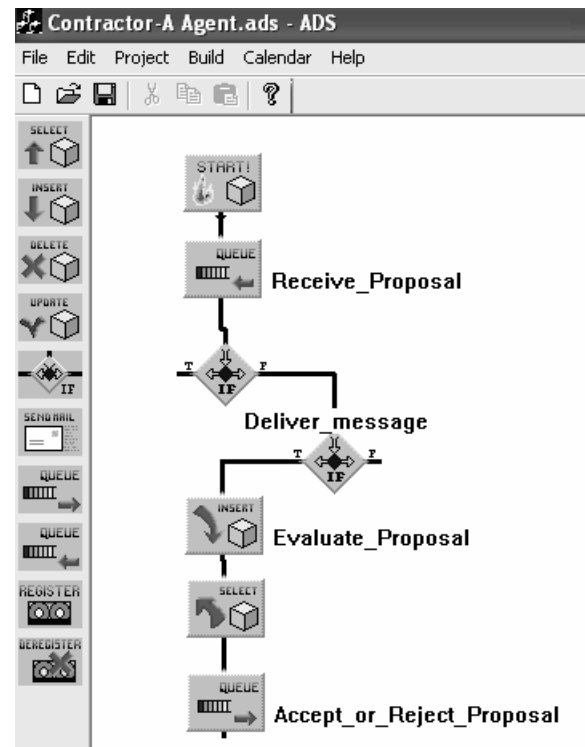 Contractor-A Agent.ads - ADS
File Edit Project Build Calendar Help
SELECT
INSERT
DELETE
UPDATE
IF
SEND MAIL
QUEUE
QUEUE
REGISTER
DEREGISTER
START!
QUEUE
Receive_Proposal
T F
IF
Deliver_message
T F
IF
INSERT
Evaluate_Proposal
SELECT
QUEUE
Accept_or_Reject_Proposal